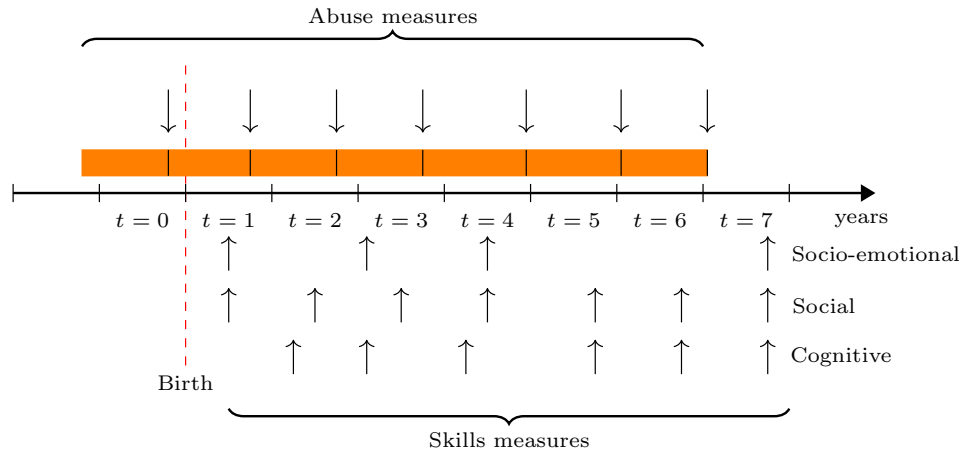 Abuse measures
t = 0 t = 1 t = 2 t = 3 t = 4 t = 5 t = 6 t = 7 years
Socio-emotional
Social
Cognitive
Birth
Skills measures